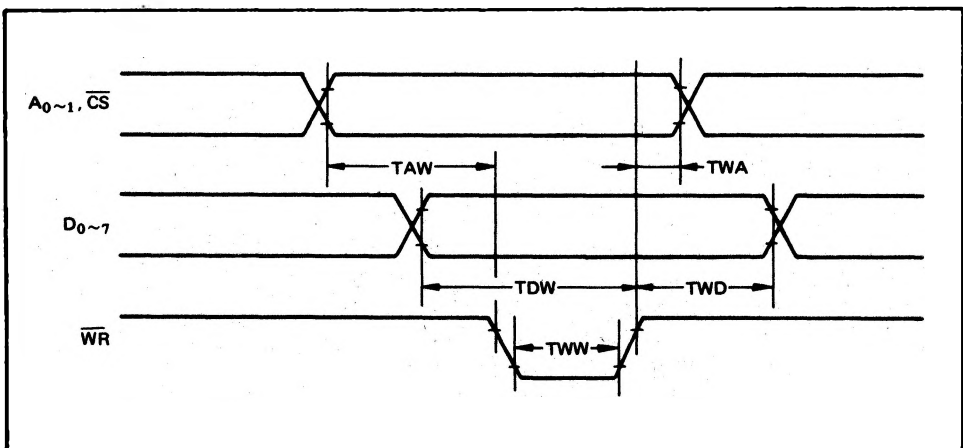 A0~1, CS
TAW
TWA
D0~7
TDW
TWD
WR
TWW